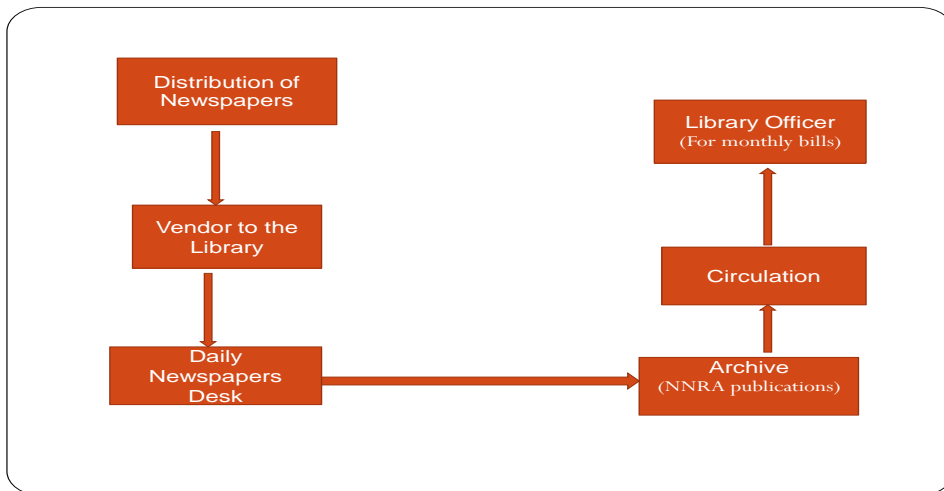 Distribution of
Newspapers
Vendor to the
Library
Daily
Newspapers
Desk
Archive
(NNRA publications)
Circulation
Library Officer
(For monthly bills)